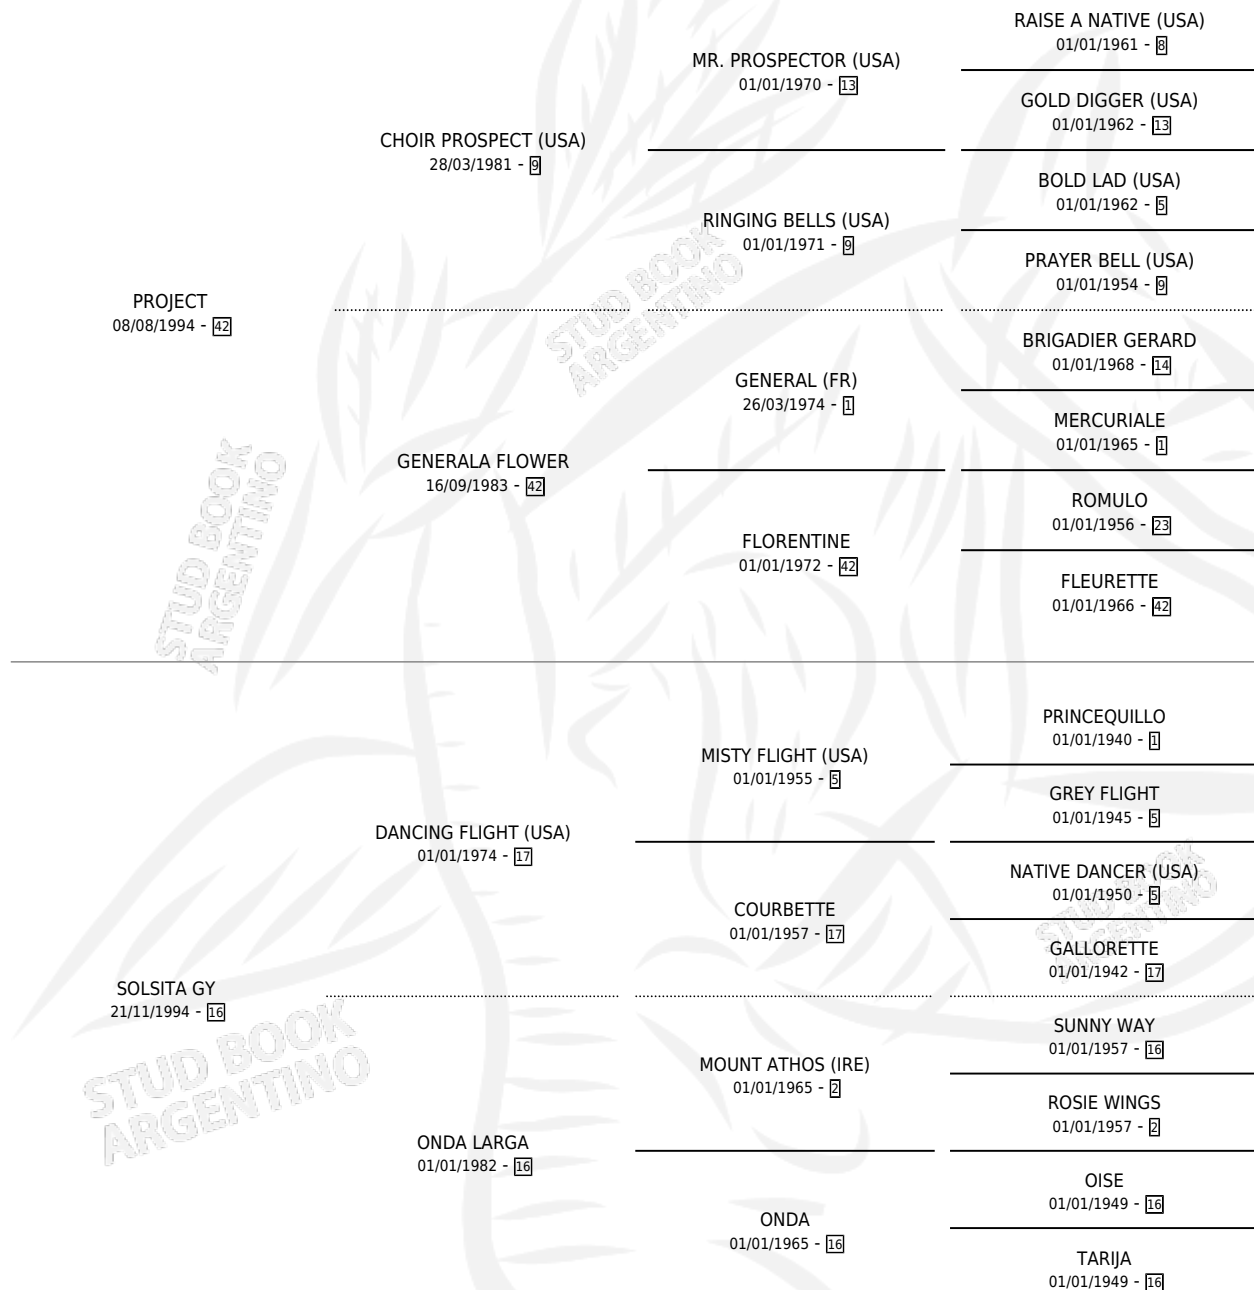 RAISE A NATIVE (USA)
01/01/1961 - 8
MR. PROSPECTOR (USA)
01/01/1970 - 13
GOLD DIGGER (USA)
01/01/1962 - 13
CHOIR PROSPECT (USA)
28/03/1981 - 9
BOLD LAD (USA)
01/01/1962 - 5
RINGING BELLS (USA)
01/01/1971 - 9
PRAYER BELL (USA)
01/01/1954 - 9
PROJECT
08/08/1994 - 42
STUD BOOK
ARGENTINO
BRIGADIER GERARD
01/01/1968 - 14
GENERAL (FR)
26/03/1974 - 1
MERCURIALE
01/01/1965 - 1
GENERALA FLOWER
16/09/1983 - 42
ROMULO
01/01/1956 - 23
FLORENTINE
01/01/1972 - 42
FLEURETTE
01/01/1966 - 42
STUD BOOK
ARGENTINO
PRINCEQUILLO
01/01/1940 - 1
MISTY FLIGHT (USA)
01/01/1955 - 5
GREY FLIGHT
01/01/1945 - 5
DANCING FLIGHT (USA)
01/01/1974 - 17
NATIVE DANCER (USA)
01/01/1950 - 5
STUD BOOK
ARGENTINO
COURBETTE
01/01/1957 - 17
GALLORETTE
01/01/1942 - 17
SOLSITA GY
21/11/1994 - 16
STUD BOOK
ARGENTINO
SUNNY WAY
01/01/1957 - 16
MOUNT ATHOS (IRE)
01/01/1965 - 2
ROSIE WINGS
01/01/1957 - 2
ONDA LARGA
01/01/1982 - 16
OISE
01/01/1949 - 16
ONDA
01/01/1965 - 16
TARIJA
01/01/1949 - 16